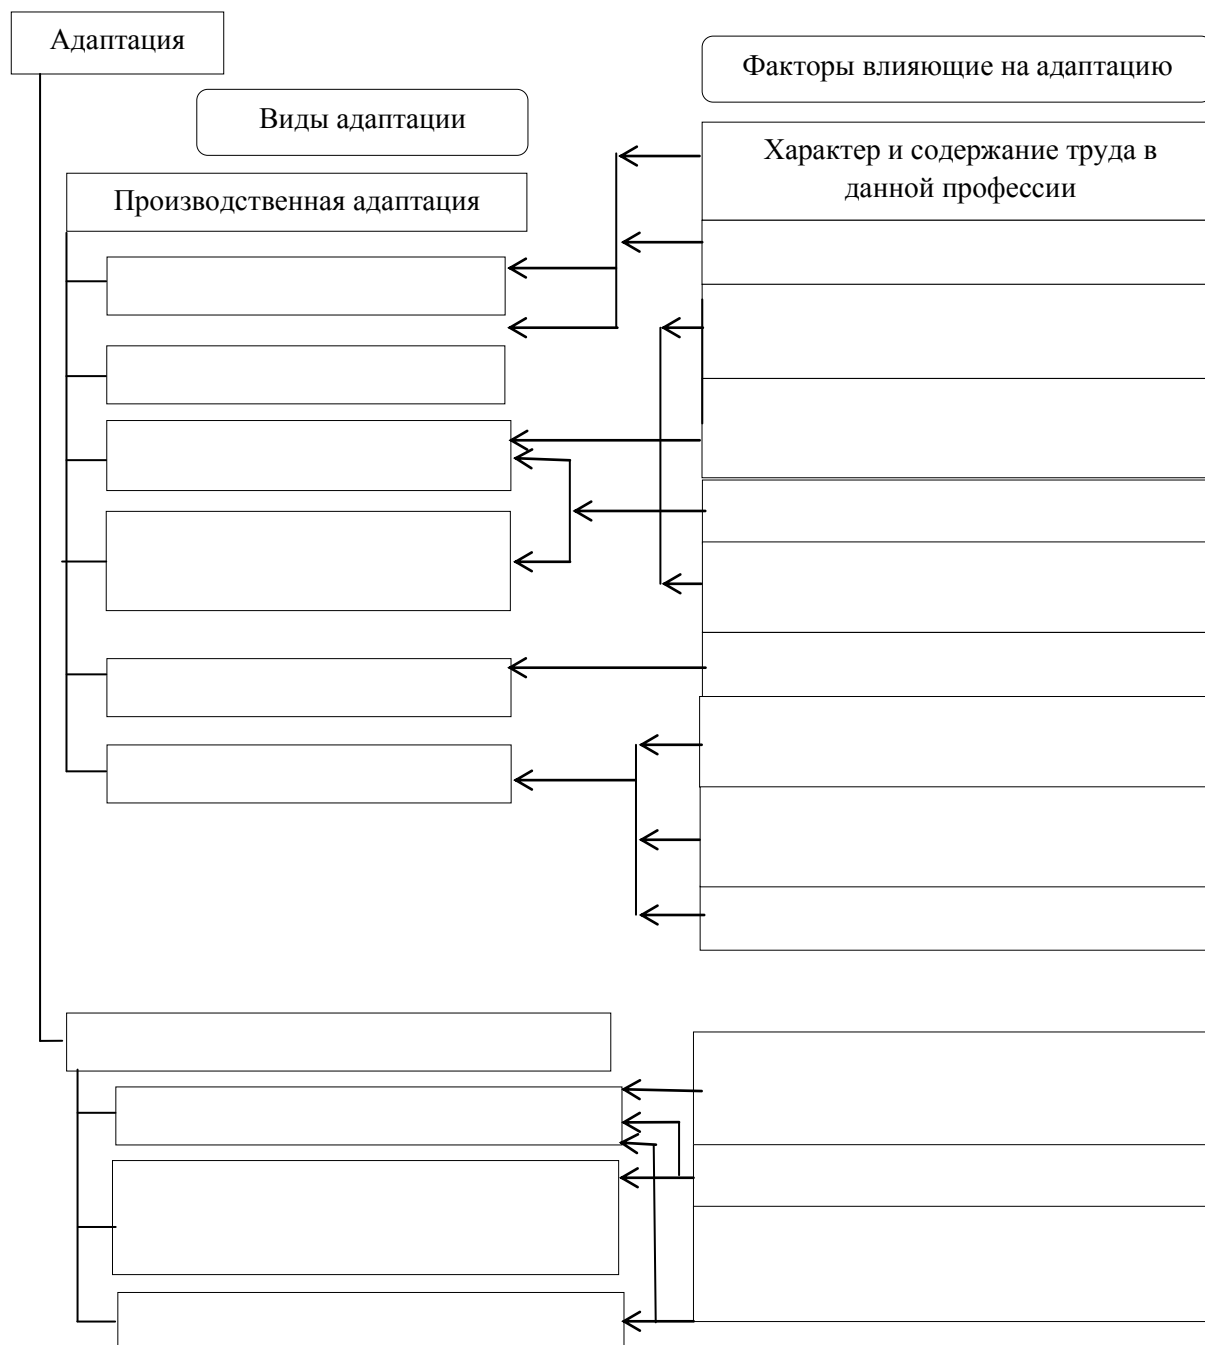 Адаптация
Факторы влияющие на адаптацию
Виды адаптации
Характер и содержание труда в
данной профессии
Производственная адаптация